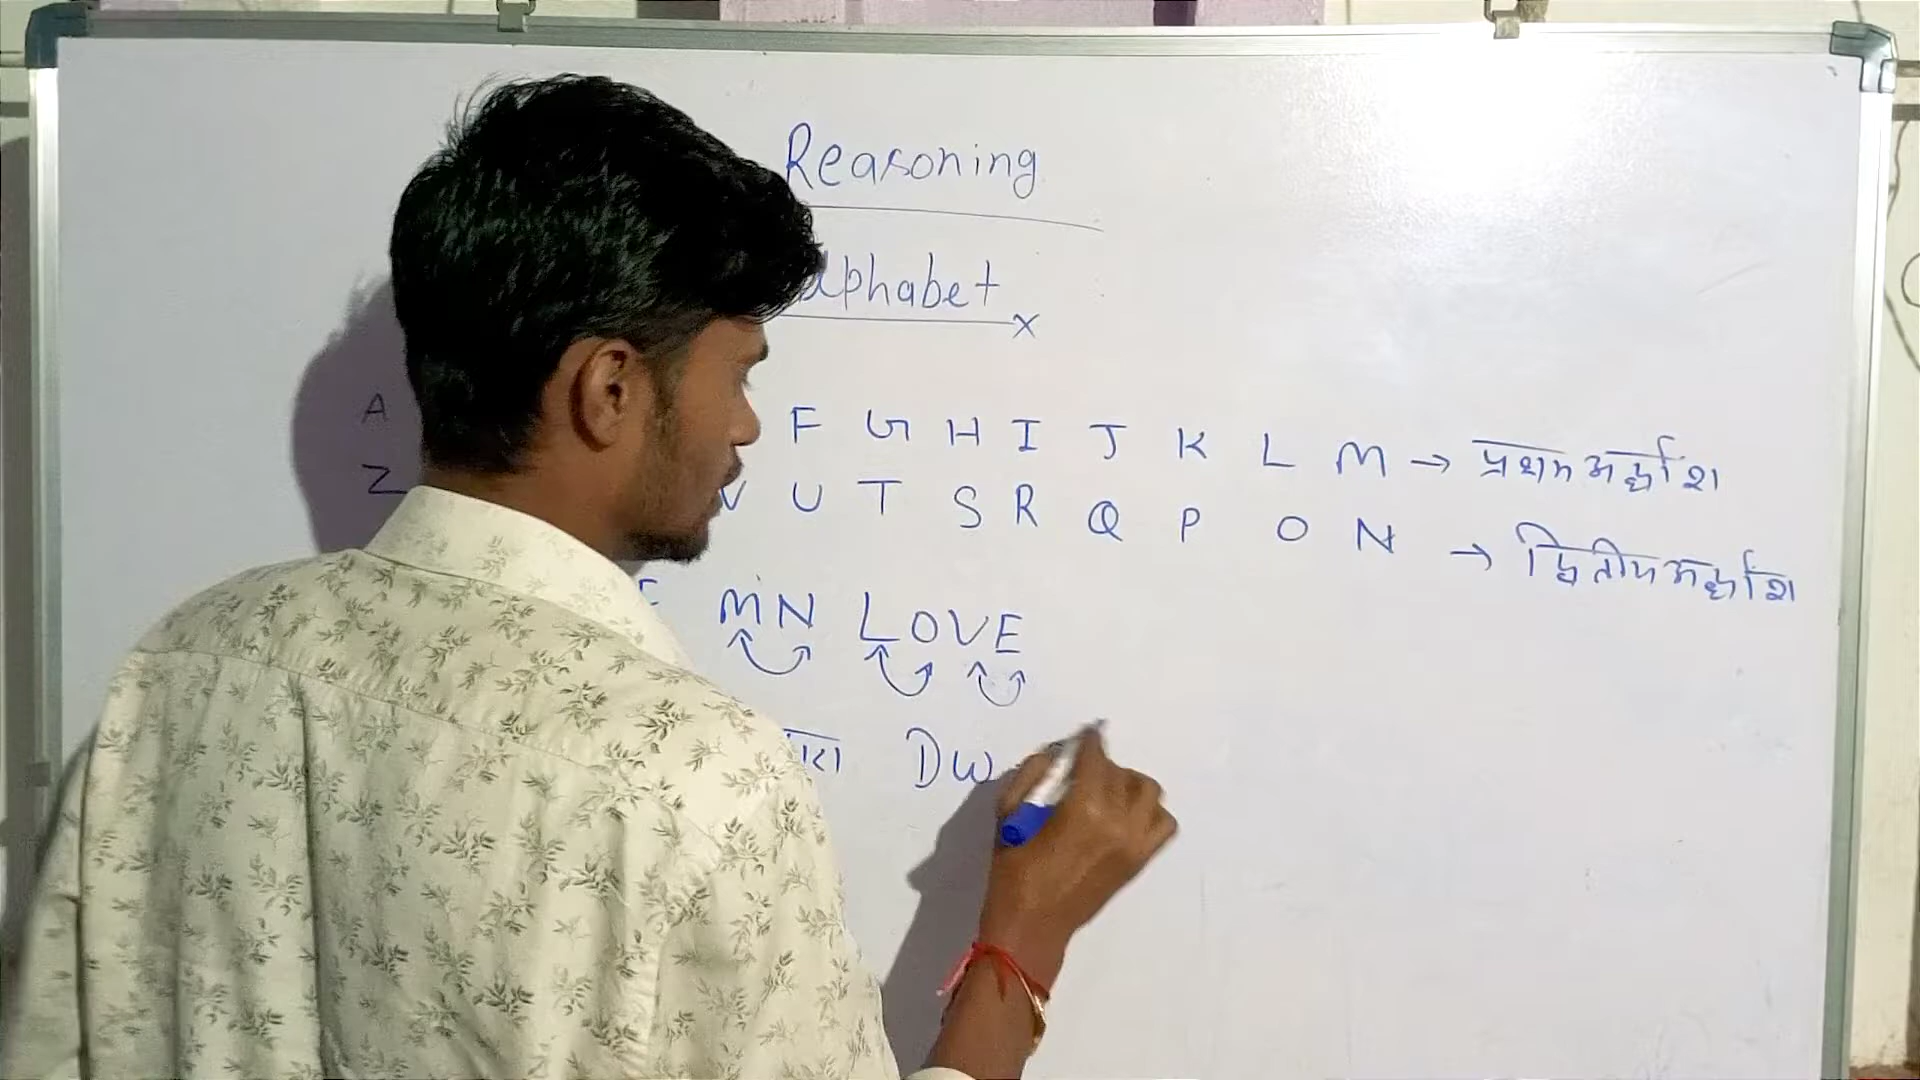 Reasoning
Alphabet
A F G H I J K L M → प्रथम अर्द्धांश
Z V U T S R Q P O N → द्वितीय अर्द्धांश
MN LOVE
DW